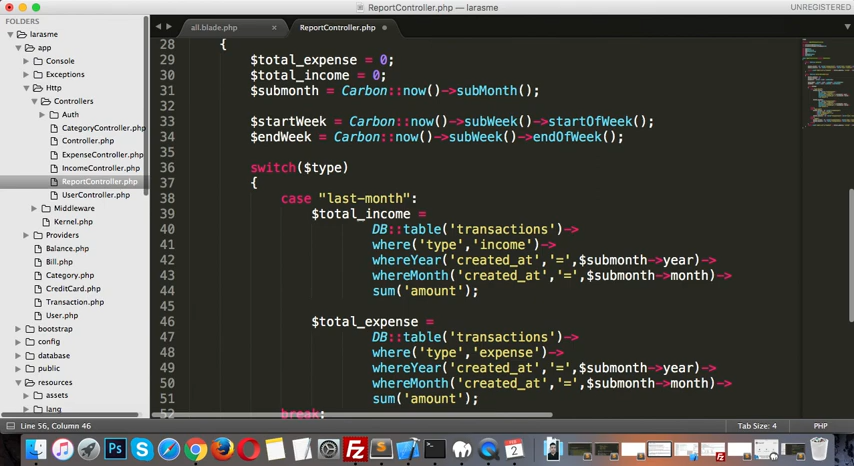 ReportController.php — larasme
UNREGISTERED
FOLDERS
larasme
app
Console
Exceptions
Http
Controllers
Auth
CategoryController.php
Controller.php
ExpenseController.php
IncomeController.php
ReportController.php
UserController.php
Middleware
Kernel.php
Providers
Balance.php
Bill.php
Category.php
CreditCard.php
Transaction.php
User.php
bootstrap
config
database
public
resources
assets
lang
all.blade.php ×
ReportController.php
28 {
29 $total_expense = 0;
30 $total_income = 0;
31 $submonth = Carbon::now()->subMonth();
32
33 $startWeek = Carbon::now()->subWeek()->startOfWeek();
34 $endWeek = Carbon::now()->subWeek()->endOfWeek();
35
36 switch($type)
37 {
38 case "last-month":
39 $total_income =
40 DB::table('transactions')->
41 where('type','income')->
42 whereYear('created_at','=',$submonth->year)->
43 whereMonth('created_at','=',$submonth->month)->
44 sum('amount');
45
46 $total_expense =
47 DB::table('transactions')->
48 where('type','expense')->
49 whereYear('created_at','=',$submonth->year)->
50 whereMonth('created_at','=',$submonth->month)->
51 sum('amount');
52 break;
Line 56, Column 46
Tab Size: 4
PHP